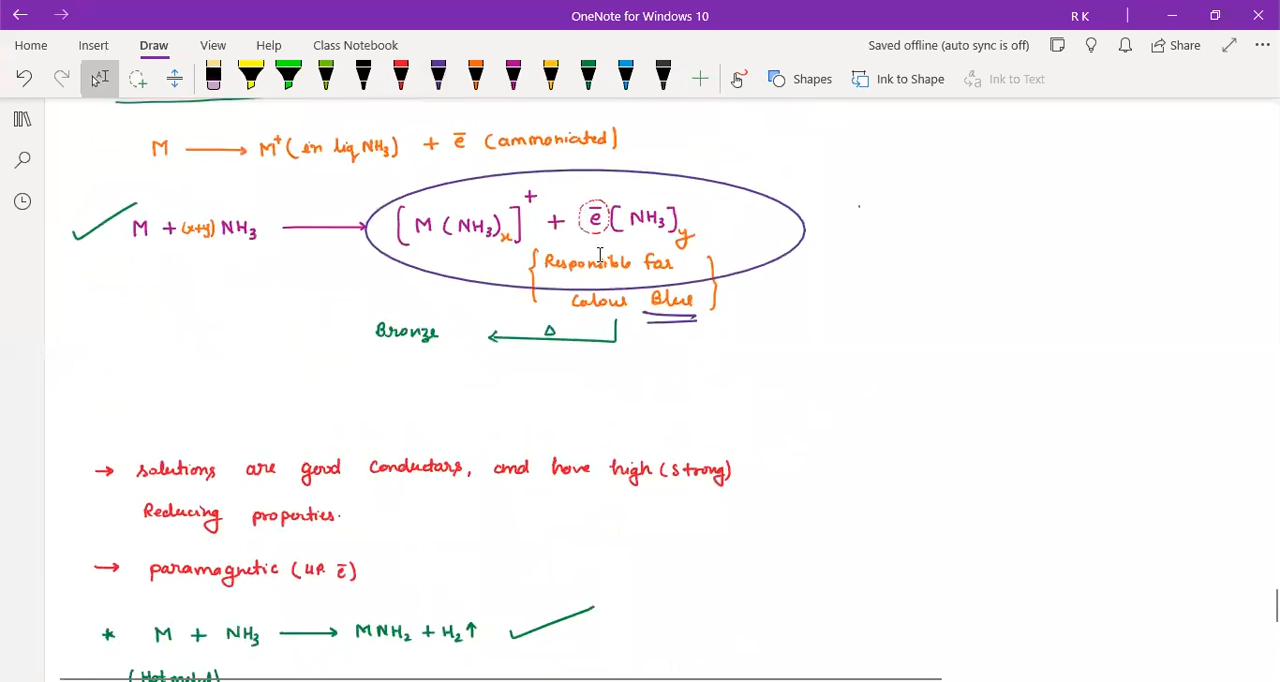 OneNote for Windows 10
R K
Home Insert Draw View Help Class Notebook
Saved offline (auto sync is off) Share
Shapes Ink to Shape Ink to Text
M ⟶ M⁺ (in liq NH₃) + e̅ (ammoniated)
M + (x+y) NH₃ ⟶ [M(NH₃)ₓ]⁺ + e̅ [NH₃]y
{Responsible for
Colour Blue}
Bronze ⟵ Δ
→ solutions are good conductors, and have high (strong)
Reducing properties.
→ paramagnetic (u.p. e̅)
* M + NH₃ ⟶ MNH₂ + H₂↑